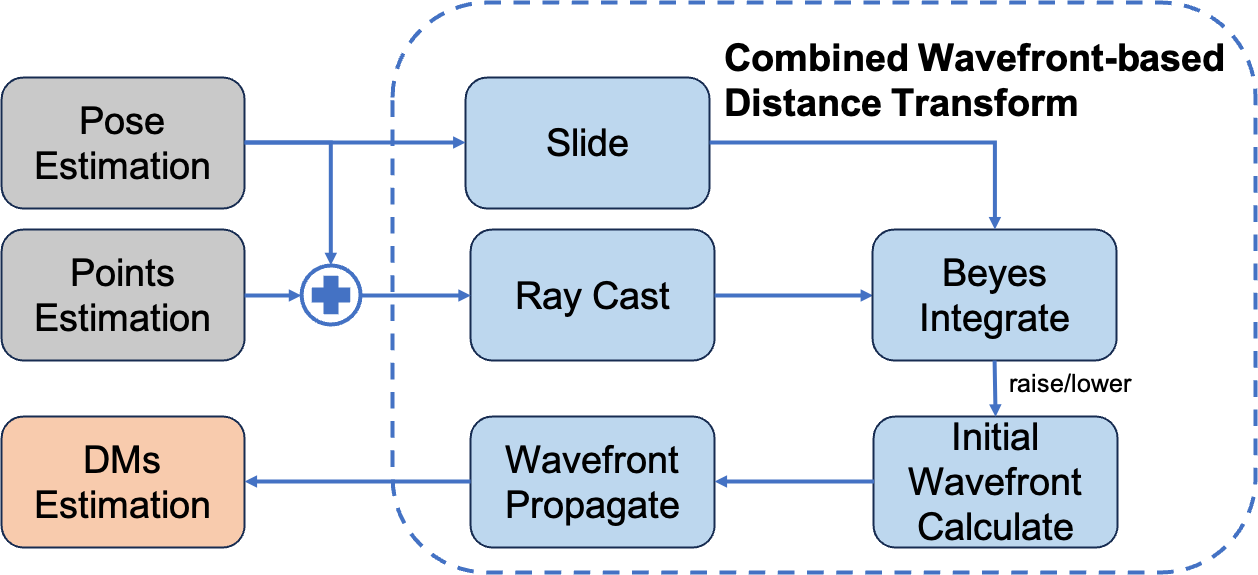 Combined Wavefront-based
Distance Transform
Pose
Estimation
Slide
Points
Estimation
Ray Cast
Beyes
Integrate
raise/lower
DMs
Estimation
Wavefront
Propagate
Initial
Wavefront
Calculate